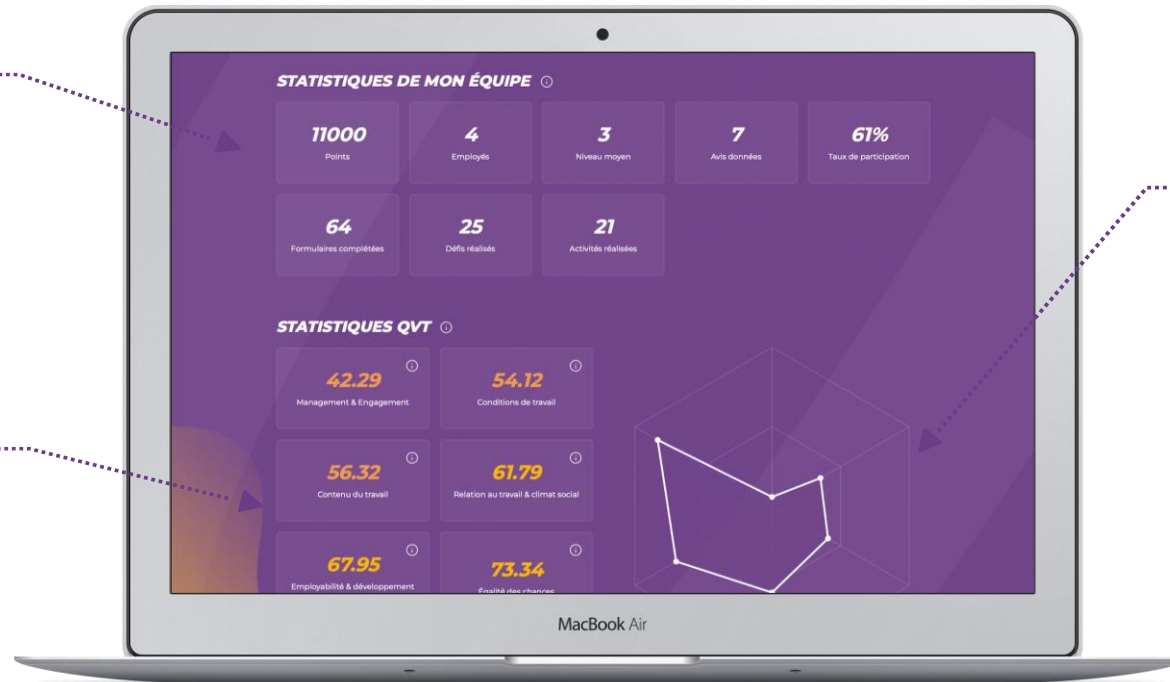 STATISTIQUES DE MON ÉQUIPE
11000
Points
4
Employés
3
Niveau moyen
7
Avis données
61%
Taux de participation
64
Formulaires complétées
25
Défis réalisés
21
Activités réalisées
STATISTIQUES QVT
42.29
Management & Engagement
54.12
Conditions de travail
56.32
Contenu du travail
61.79
Relation au travail & climat social
67.95
Employabilité & développement
73.34
Égalité des chances
MacBook Air